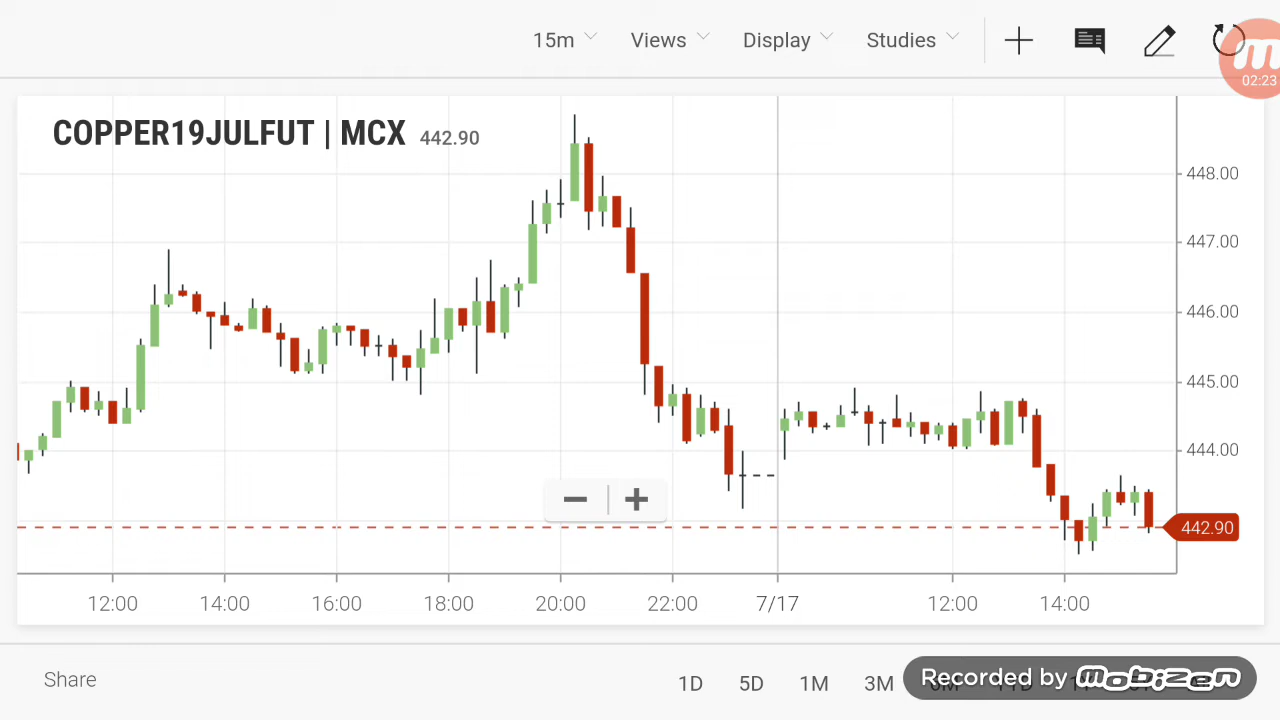 15m Views Display Studies
02:23
COPPER19JULFUT | MCX 442.90
448.00
447.00
446.00
445.00
444.00
442.90
12:00 14:00 16:00 18:00 20:00 22:00 7/17 12:00 14:00
Share 1D 5D 1M 3M
Recorded by mobizen